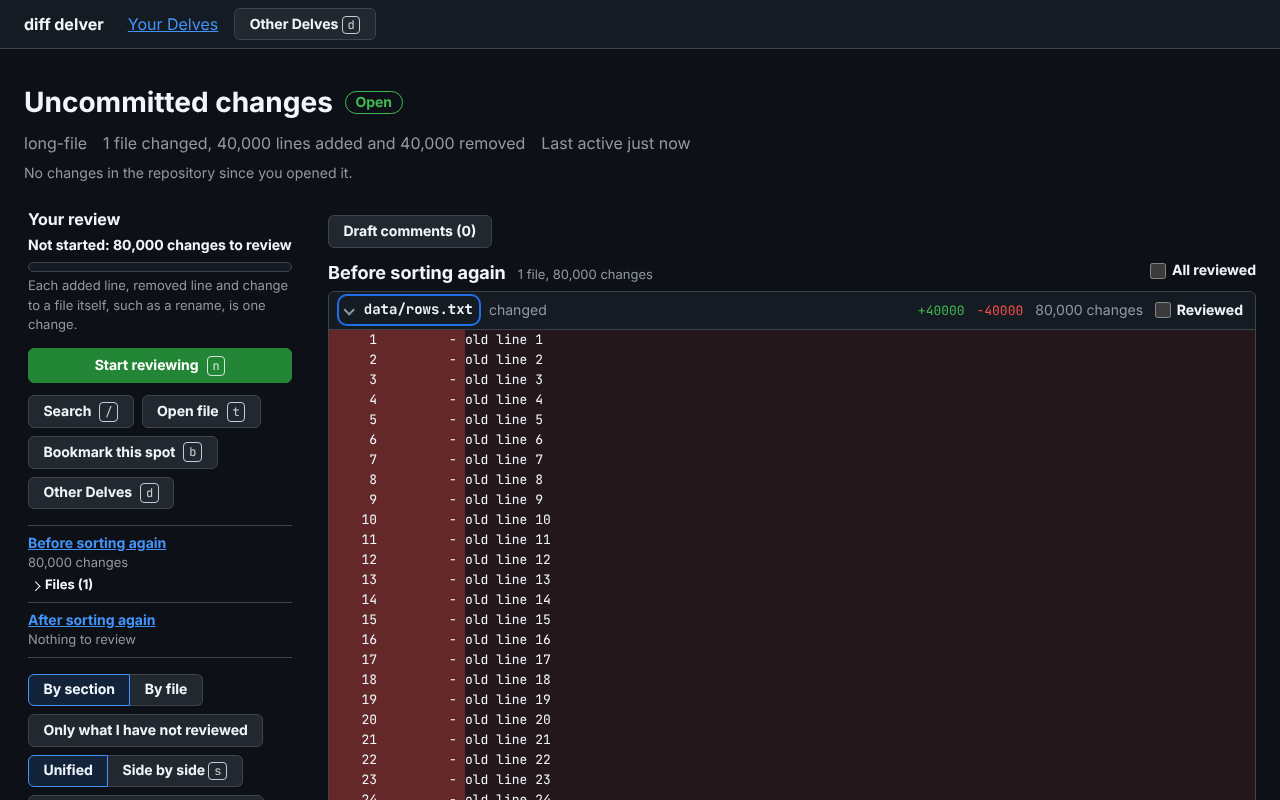 diff delver Your Delves Other Delves d
Uncommitted changes Open
long-file 1 file changed, 40,000 lines added and 40,000 removed Last active just now
No changes in the repository since you opened it.
Your review
Not started: 80,000 changes to review
Each added line, removed line and change
to a file itself, such as a rename, is one
change.
Start reviewing n
Search / Open file t
Bookmark this spot b
Other Delves d
Before sorting again
80,000 changes
Files (1)
After sorting again
Nothing to review
By section By file
Only what I have not reviewed
Unified Side by side s
Draft comments (0)
Before sorting again 1 file, 80,000 changes All reviewed
data/rows.txt changed +40000 -40000 80,000 changes Reviewed
1 - old line 1
2 - old line 2
3 - old line 3
4 - old line 4
5 - old line 5
6 - old line 6
7 - old line 7
8 - old line 8
9 - old line 9
10 - old line 10
11 - old line 11
12 - old line 12
13 - old line 13
14 - old line 14
15 - old line 15
16 - old line 16
17 - old line 17
18 - old line 18
19 - old line 19
20 - old line 20
21 - old line 21
22 - old line 22
23 - old line 23
24 - old line 24